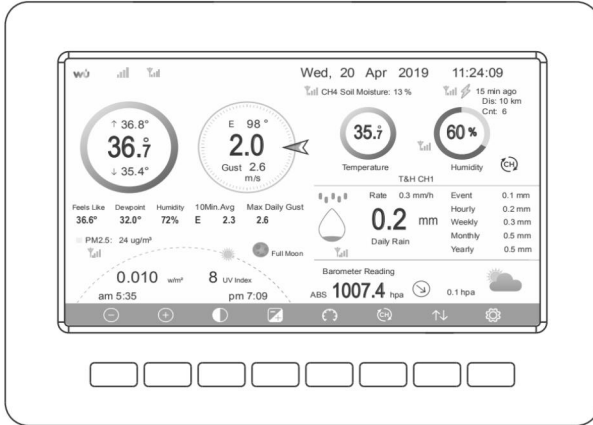 wu Wed, 20 Apr 2019 11:24:09
CH4 Soil Moisture: 13 % 15 min ago
Dis: 10 km
Cnt: 6
↑ 36.8°
36.7°
↓ 35.4°
E 98 °
2.0
Gust 2.6
m/s
35.7°
Temperature
60 %
Humidity
CH
T&H CH1
Feels Like Dewpoint Humidity 10Min.Avg Max Daily Gust
36.6° 32.0° 72% E 2.3 2.6
PM2.5: 24 ug/m³
Full Moon
0.010 w/m² 8 UV Index
am 5:35 pm 7:09
Rate 0.3 mm/h
0.2 mm
Daily Rain
Event 0.1 mm
Hourly 0.2 mm
Weekly 0.3 mm
Monthly 0.5 mm
Yearly 0.5 mm
Barometer Reading
ABS 1007.4 hpa 0.1 hpa
CH